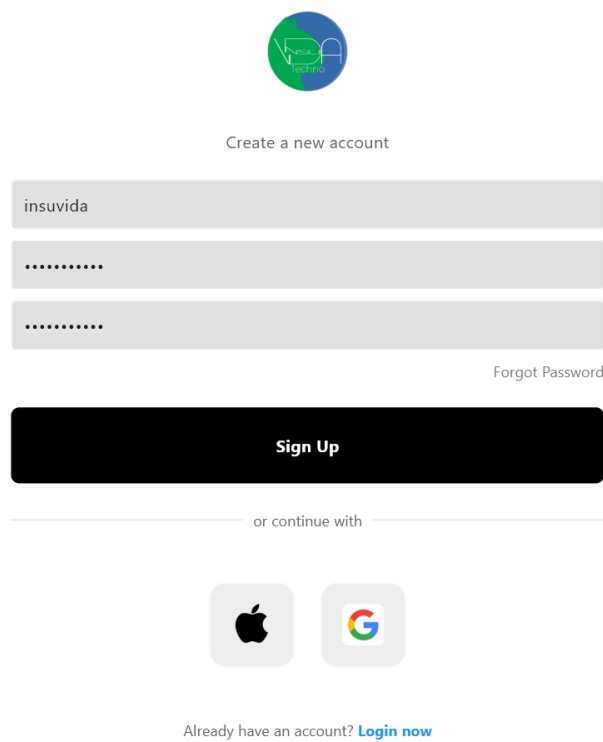 Techno
Create a new account
insuvida
•••••••••••
•••••••••••
Forgot Password
Sign Up
or continue with
Already have an account? Login now